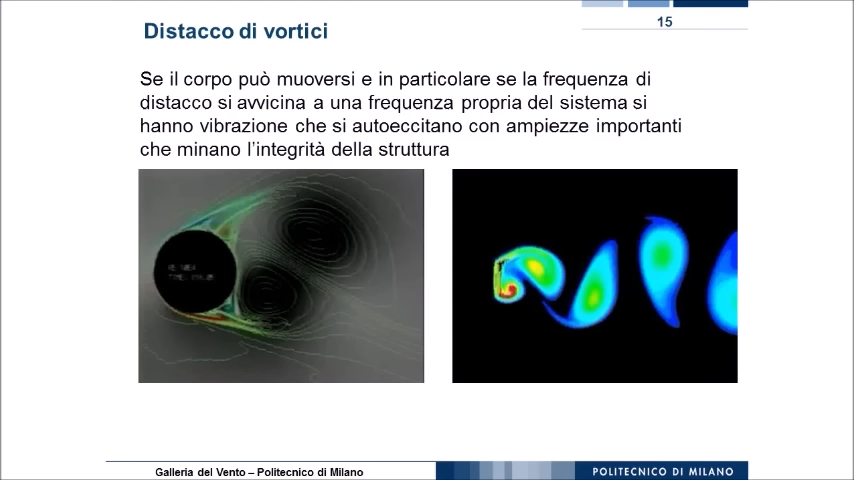 Distacco di vortici
15
Se il corpo può muoversi e in particolare se la frequenza di
distacco si avvicina a una frequenza propria del sistema si
hanno vibrazione che si autoeccitano con ampiezze importanti
che minano l'integrità della struttura
Galleria del Vento – Politecnico di Milano
POLITECNICO DI MILANO